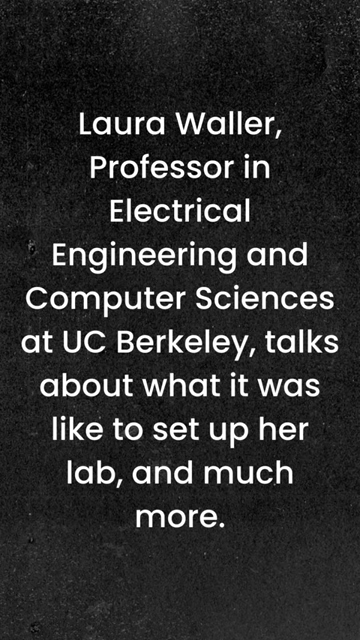 Laura Waller,
Professor in
Electrical
Engineering and
Computer Sciences
at UC Berkeley, talks
about what it was
like to set up her
lab, and much
more.